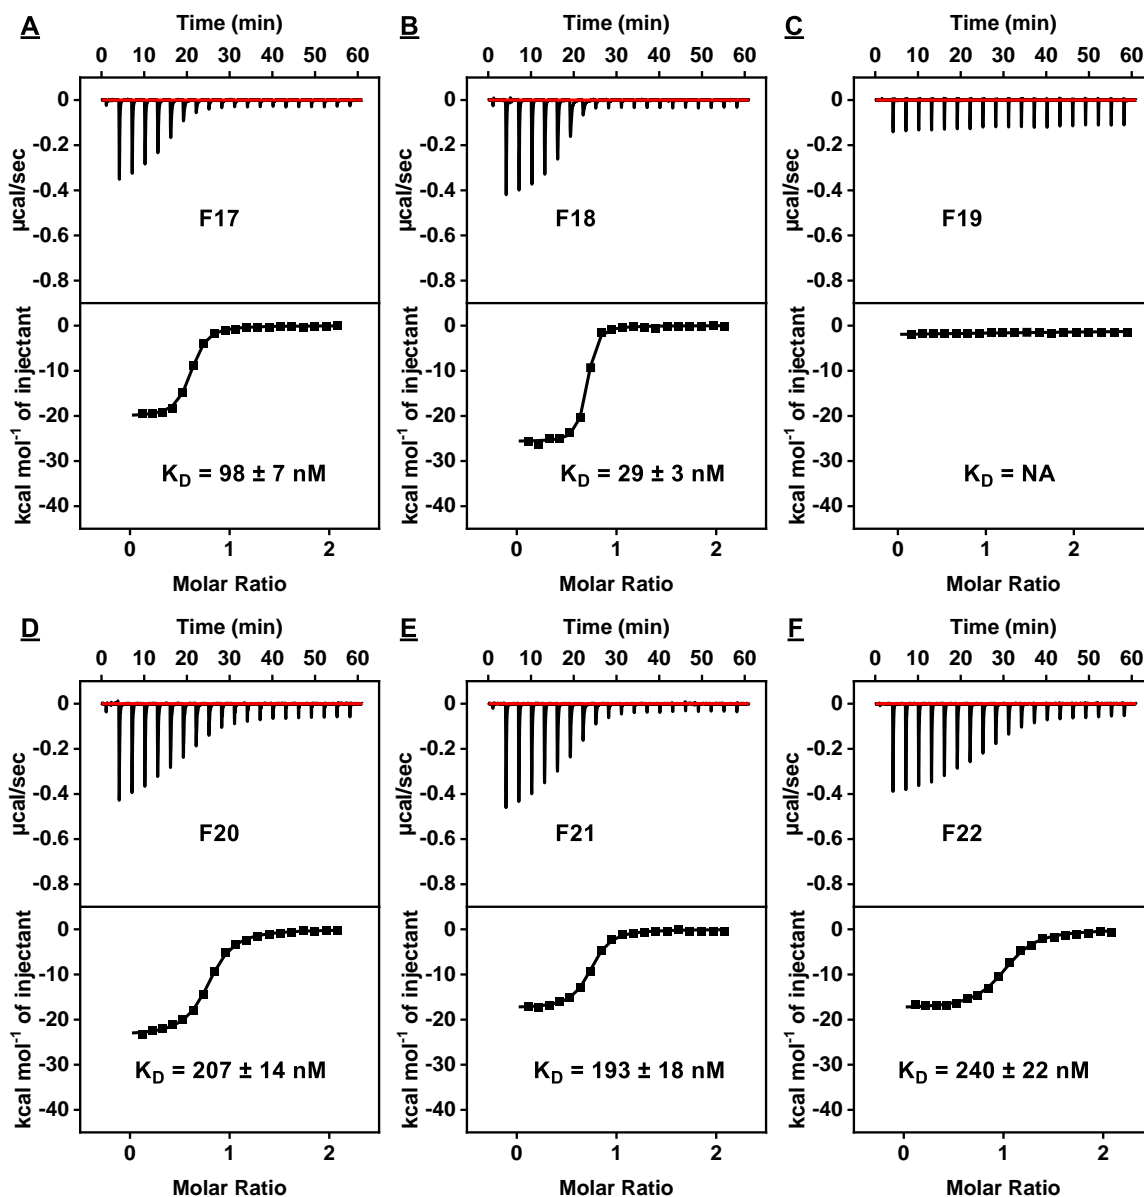 A
Time (min)
0 10 20 30 40 50 60
0
-0.2
-0.4
-0.6
-0.8
µcal/sec
F17
0
-10
-20
-30
-40
kcal mol⁻¹ of injectant
K_D = 98 ± 7 nM
0 1 2
Molar Ratio
B
Time (min)
0 10 20 30 40 50 60
0
-0.2
-0.4
-0.6
-0.8
µcal/sec
F18
0
-10
-20
-30
-40
kcal mol⁻¹ of injectant
K_D = 29 ± 3 nM
0 1 2
Molar Ratio
C
Time (min)
0 10 20 30 40 50 60
0
-0.2
-0.4
-0.6
-0.8
µcal/sec
F19
0
-10
-20
-30
-40
kcal mol⁻¹ of injectant
K_D = NA
0 1 2
Molar Ratio
D
Time (min)
0 10 20 30 40 50 60
0
-0.2
-0.4
-0.6
-0.8
µcal/sec
F20
0
-10
-20
-30
-40
kcal mol⁻¹ of injectant
K_D = 207 ± 14 nM
0 1 2
Molar Ratio
E
Time (min)
0 10 20 30 40 50 60
0
-0.2
-0.4
-0.6
-0.8
µcal/sec
F21
0
-10
-20
-30
-40
kcal mol⁻¹ of injectant
K_D = 193 ± 18 nM
0 1 2
Molar Ratio
F
Time (min)
0 10 20 30 40 50 60
0
-0.2
-0.4
-0.6
-0.8
µcal/sec
F22
0
-10
-20
-30
-40
kcal mol⁻¹ of injectant
K_D = 240 ± 22 nM
0 1 2
Molar Ratio